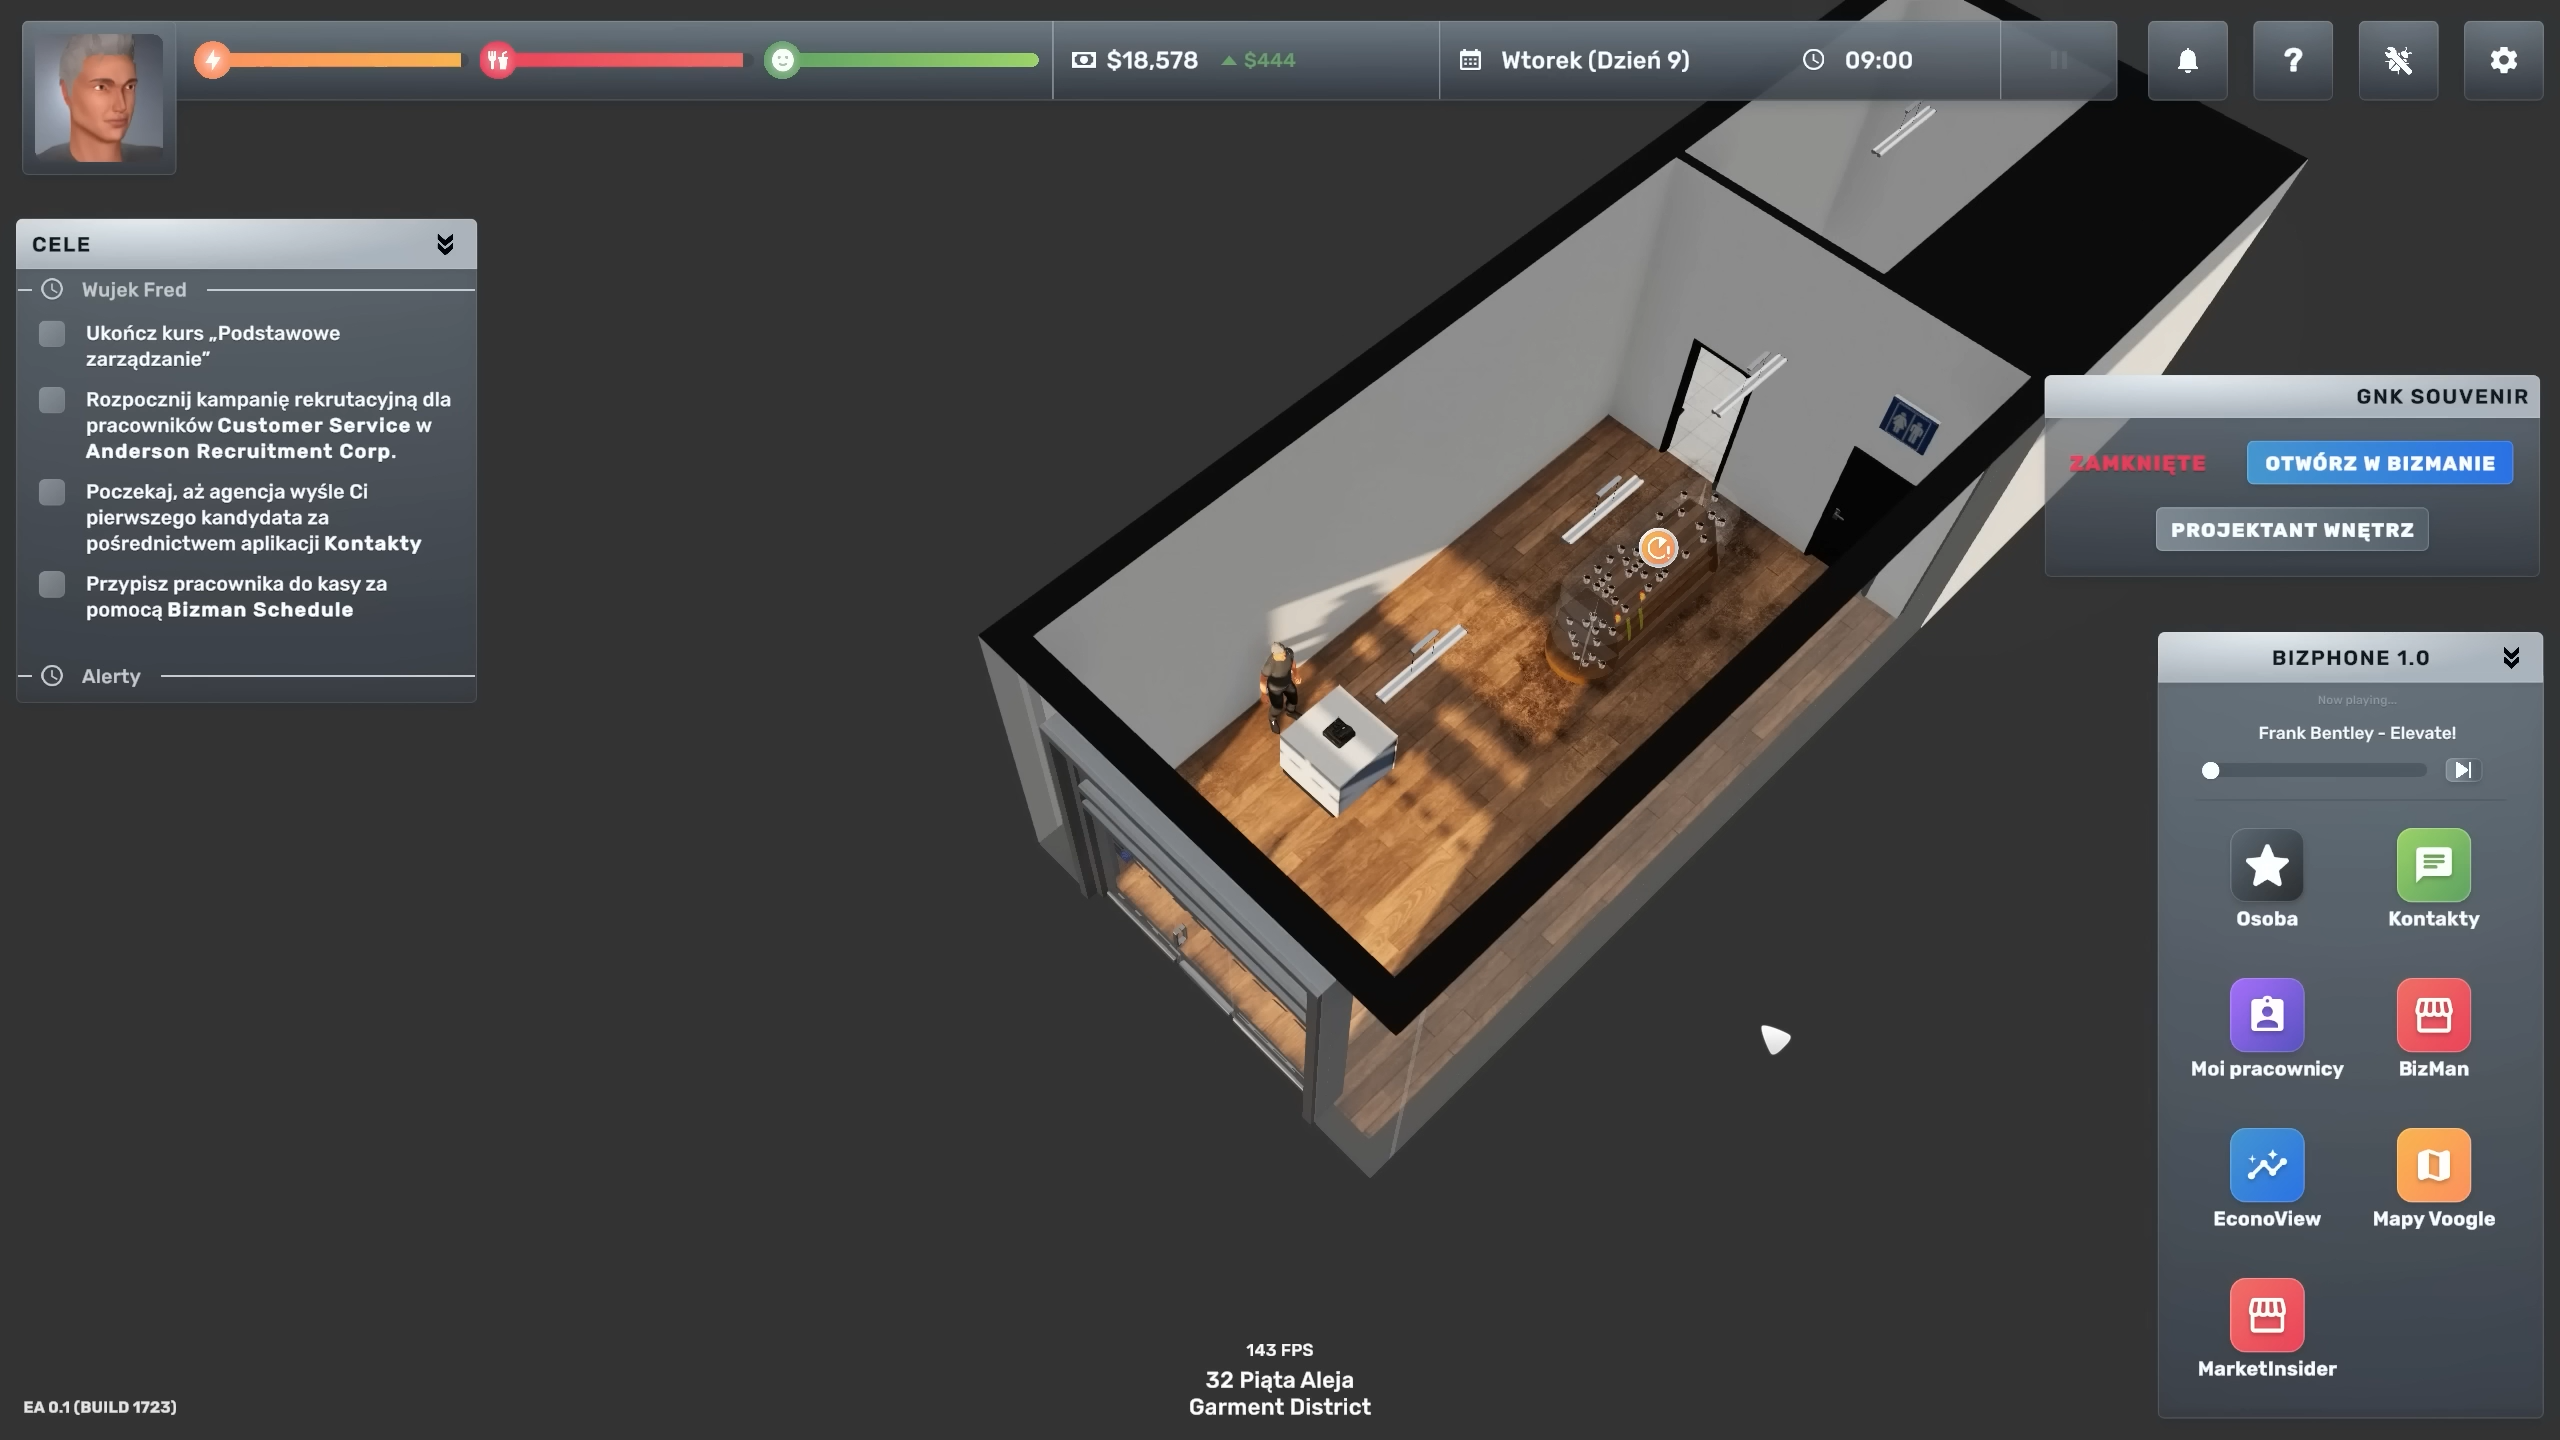 $18,578
$444
Wtorek (Dzień 9)
09:00
?
CELE
Wujek Fred
Ukończ kurs „Podstawowe
zarządzanie”
Rozpocznij kampanię rekrutacyjną dla
pracowników Customer Service w
Anderson Recruitment Corp.
Poczekaj, aż agencja wyśle Ci
pierwszego kandydata za
pośrednictwem aplikacji Kontakty
Przypisz pracownika do kasy za
pomocą Bizman Schedule
Alerty
GNK SOUVENIR
ZAMKNIĘTE
OTWÓRZ W BIZMANIE
PROJEKTANT WNĘTRZ
BIZPHONE 1.0
Now playing...
Frank Bentley - Elevate!
Osoba
Kontakty
Moi pracownicy
BizMan
EconoView
Mapy Voogle
MarketInsider
143 FPS
32 Piąta Aleja
Garment District
EA 0.1 (BUILD 1723)